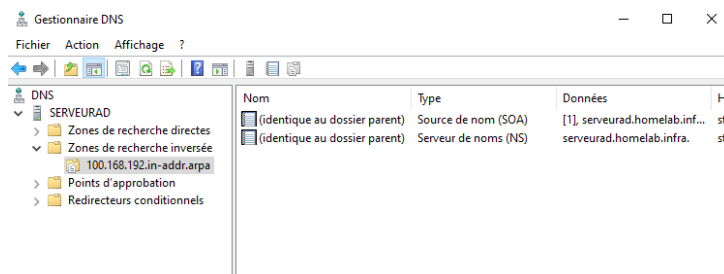 Gestionnaire DNS
Fichier Action Affichage ?
DNS
SERVEURAD
Zones de recherche directes
Zones de recherche inversée
100.168.192.in-addr.arpa
Points d'approbation
Redirecteurs conditionnels
Nom Type Données H
(identique au dossier parent) Source de nom (SOA) [1], serveurad.homelab.inf... st
(identique au dossier parent) Serveur de noms (NS) serveurad.homelab.infra. st